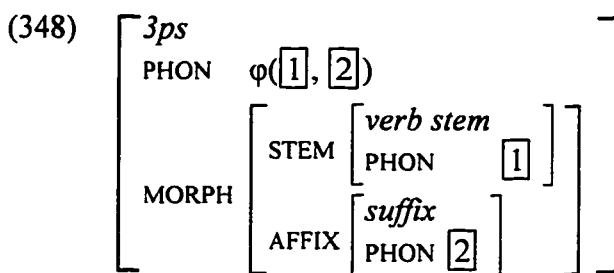 (348) 3ps
PHON φ(1, 2)
STEM verb stem
PHON 1
MORPH
AFFIX suffix
PHON 2